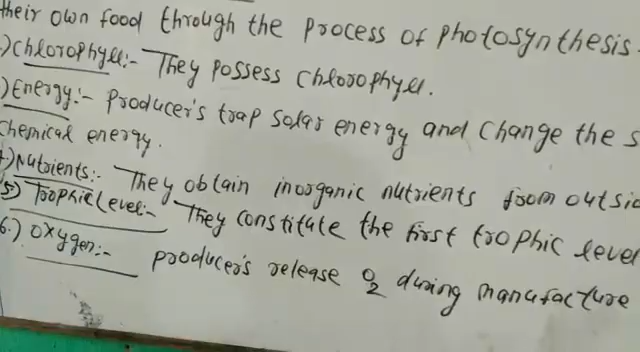 their own food through the process of photosynthesis.
.) Chlorophyll:- They possess chlorophyll.
.) Energy:- Producer's trap solar energy and change the s
chemical energy.
4.) Nutrients:- They obtain inorganic nutrients from outsid
5) Trophic Level:- They constitute the first trophic level
6.) Oxygen:- producer's release O2 during manufacture